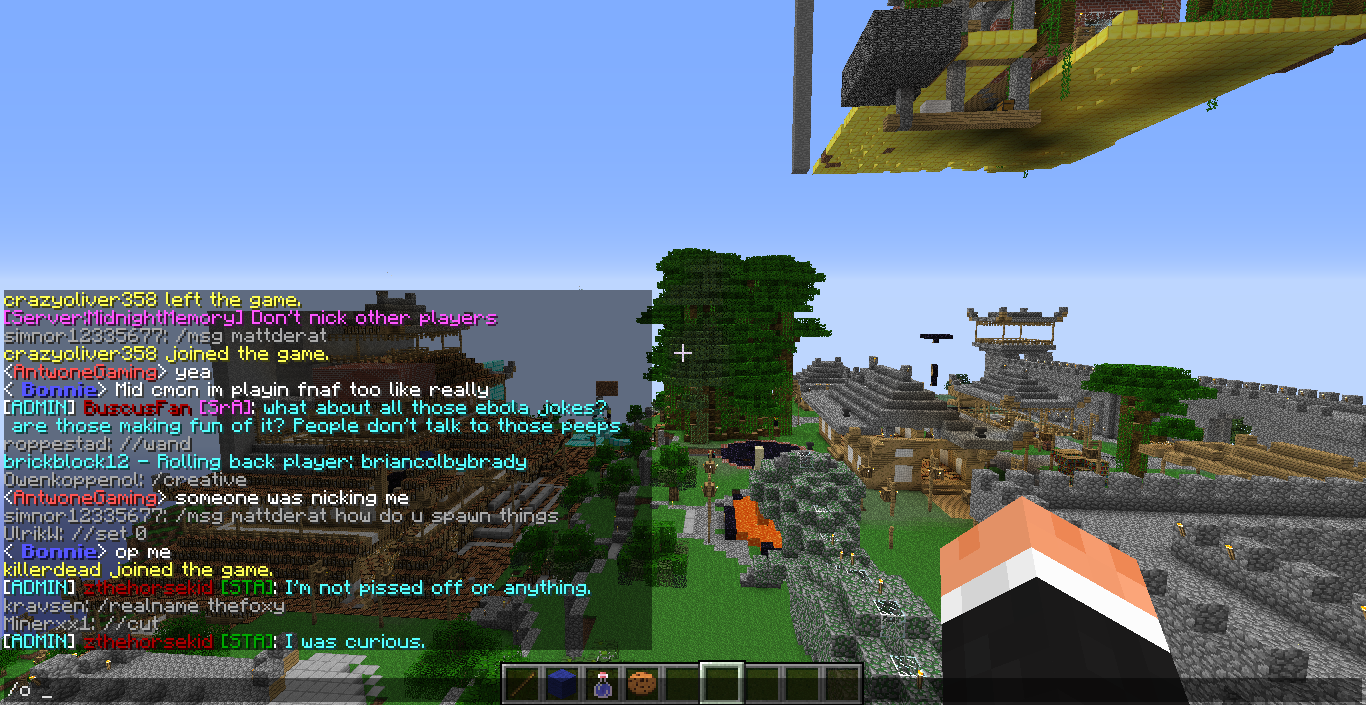 crazyoliver358 left the game.
[Server:MidnightMemory] Don't nick other players
simnor12335677: /msg mattderat
crazyoliver358 joined the game.
<AntwoneGaming> yea
< Bonnie> Mid cmon im playin fnaf too like really
[ADMIN] BuscusFan [SrA]: what about all those ebola jokes?
are those making fun of it? People don't talk to those peeps
roppestad: //wand
brickblock12 - Rolling back player: briancolbybrady
Owenkoppenol: /creative
<AntwoneGaming> someone was nicking me
simnor12335677: /msg mattderat how do u spawn things
UlrikW: //set 0
< Bonnie> op me
killerdead joined the game.
[ADMIN] zthehorsekid [STA]: I'm not pissed off or anything.
kravsen: /realname thefoxy
Minerxx1: //cut
[ADMIN] zthehorsekid [STA]: I was curious.
/o _